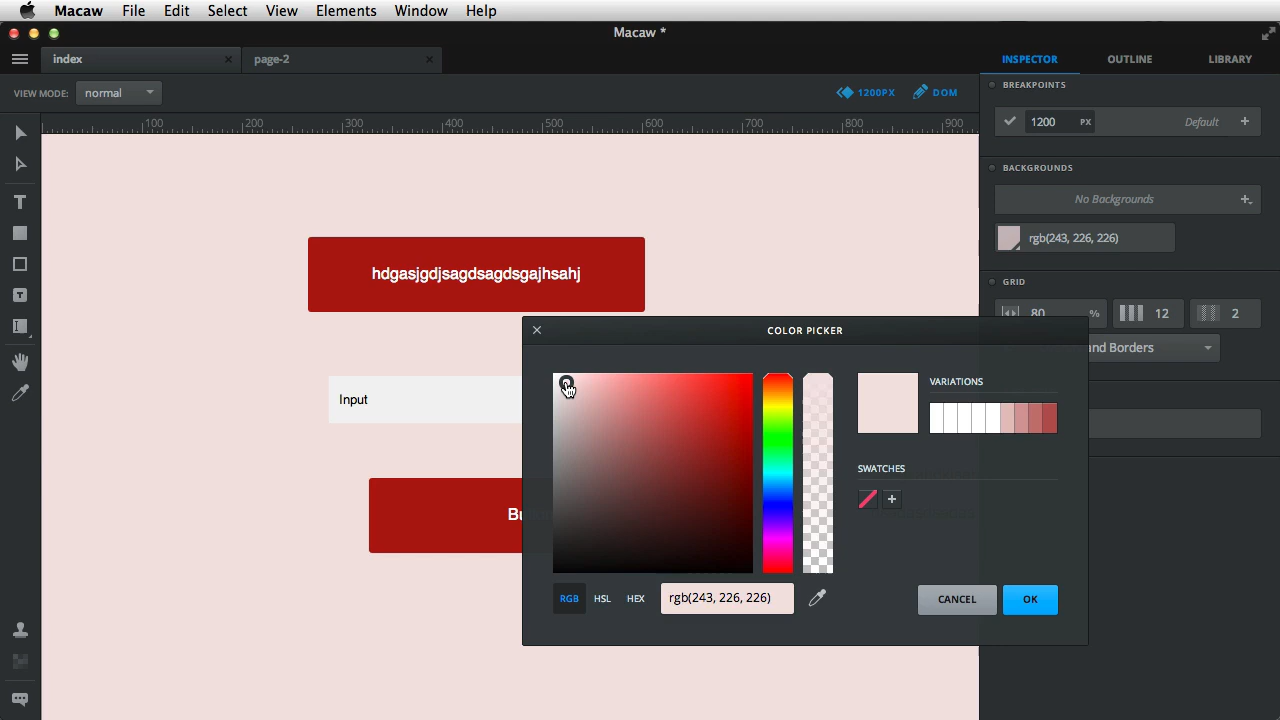 Macaw File Edit Select View Elements Window Help
Macaw *
index page-2 INSPECTOR OUTLINE LIBRARY
VIEW MODE: normal 1200PX DOM
BREAKPOINTS
1200 PX Default
100 200 300 400 500 600 700 800 900
BACKGROUNDS
No Backgrounds
rgb(243, 226, 226)
GRID
80 % 12 2
nd Borders
hdgasjgdjsagdsagdsgajhsahj
Input
COLOR PICKER
VARIATIONS
SWATCHES
RGB HSL HEX rgb(243, 226, 226)
CANCEL OK